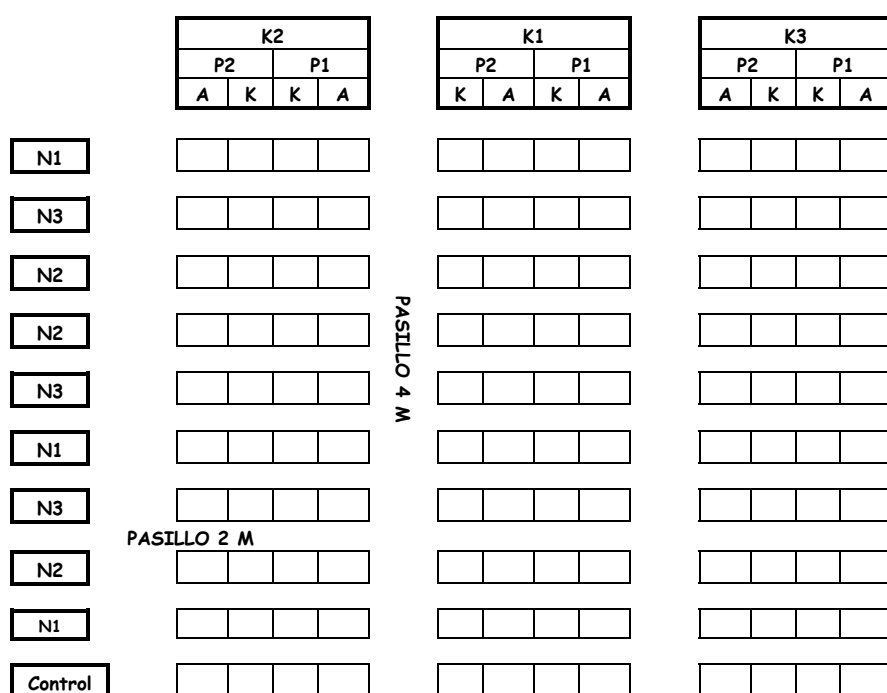 K2 K1 K3
P2 P1 P2 P1 P2 P1
A K K A K A K A A K K A
N1
N3
N2
N2
PASILLO 4 M
N3
N1
N3
PASILLO 2 M
N2
N1
Control